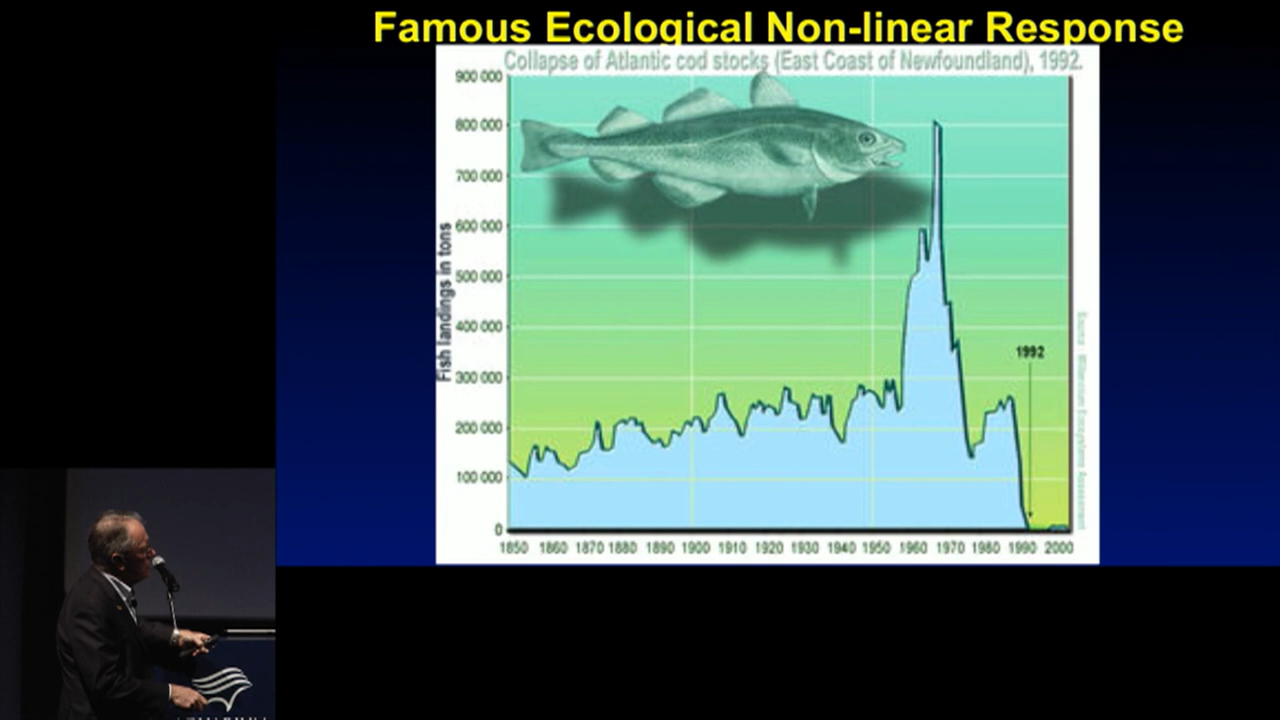 Famous Ecological Non-linear Response
Collapse of Atlantic cod stocks (East Coast of Newfoundland), 1992.
Fish landings in tons
900 000
800 000
700 000
600 000
500 000
400 000
300 000
200 000
100 000
0
1992
Source : Millennium Ecosystems Assessment
1850 1860 1870 1880 1890 1900 1910 1920 1930 1940 1950 1960 1970 1980 1990 2000